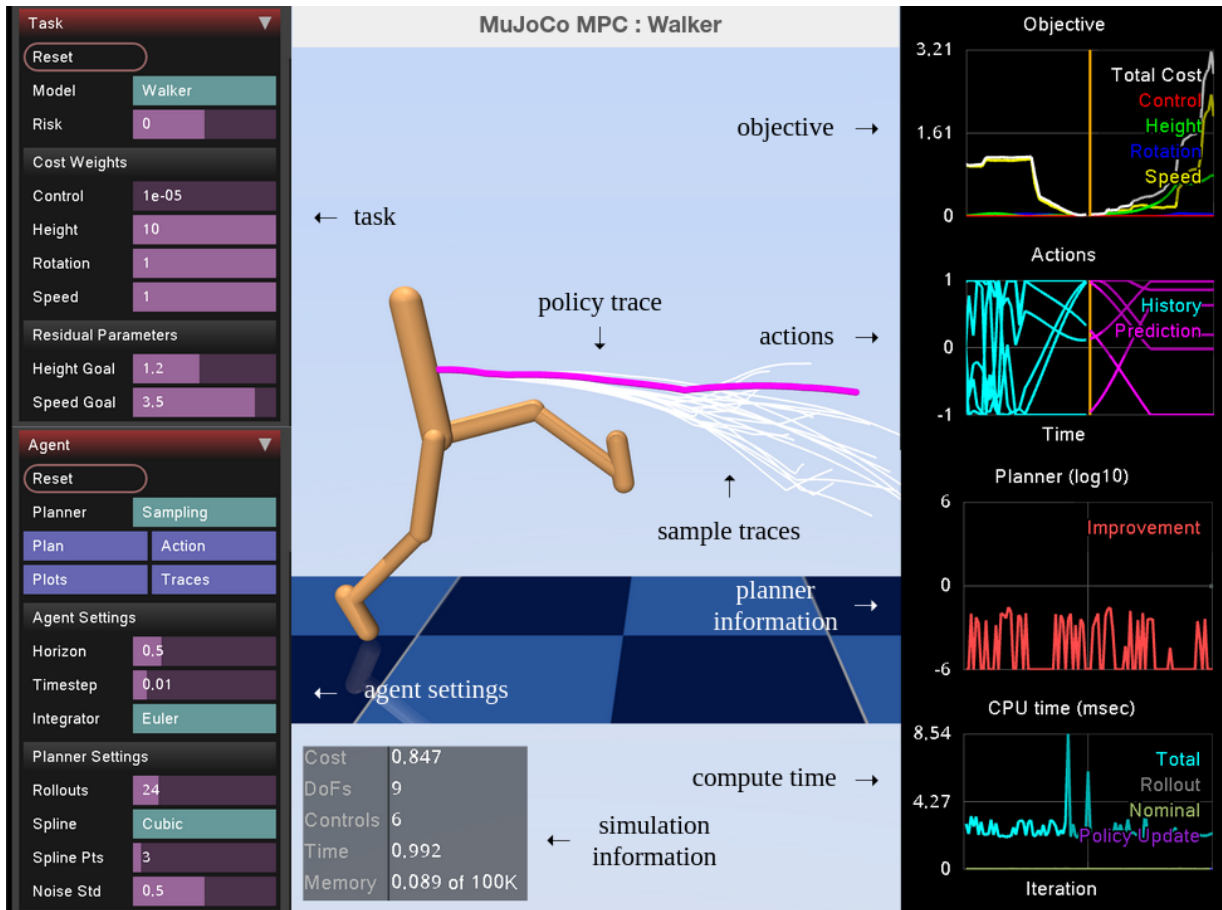 MuJoCo MPC : Walker
Task
Reset
Model Walker
Risk 0
Cost Weights
Control 1e-05
Height 10
Rotation 1
Speed 1
Residual Parameters
Height Goal 1.2
Speed Goal 3.5
Agent
Reset
Planner Sampling
Plan Action
Plots Traces
Agent Settings
Horizon 0.5
Timestep 0.01
Integrator Euler
Planner Settings
Rollouts 24
Spline Cubic
Spline Pts 3
Noise Std 0.5
objective →
← task
policy trace
↓
actions →
↑
sample traces
planner
information →
← agent settings
compute time →
← simulation
information
Cost 0.847
DoFs 9
Controls 6
Time 0.992
Memory 0.089 of 100K
Objective
3.21
Total Cost
Control
1.61
Height
Rotation
Speed
0
Actions
1
History
Prediction
0
-1
Time
Planner (log10)
6
Improvement
0
-6
CPU time (msec)
8.54
Total
Rollout
4.27
Nominal
Policy Update
0
Iteration